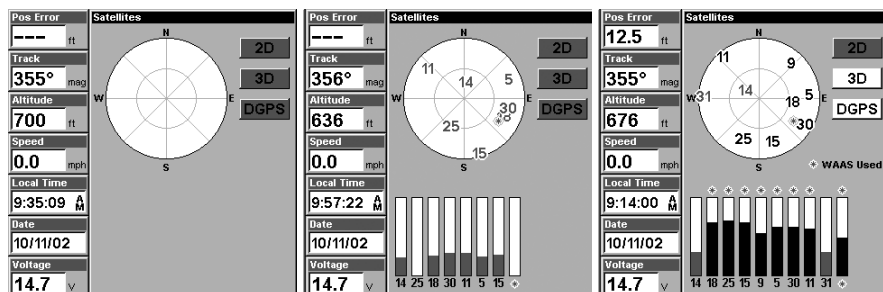 Pos Error
--- ft
Track
355° mag
Altitude
700 ft
Speed
0.0 mph
Local Time
9:35:09 AM
Date
10/11/02
Voltage
14.7 V
Satellites
N
W E
S
2D
3D
DGPS
Pos Error
--- ft
Track
356° mag
Altitude
636 ft
Speed
0.0 mph
Local Time
9:57:22 AM
Date
10/11/02
Voltage
14.7 V
Satellites
N
11 14 5
W E
30
25
15
S
2D
3D
DGPS
14 25 18 30 11 5 15
Pos Error
12.5 ft
Track
355° mag
Altitude
676 ft
Speed
0.0 mph
Local Time
9:14:00 AM
Date
10/11/02
Voltage
14.7 V
Satellites
N
11 9
14 5
W 31 18 E
30
25 15
S
2D
3D
DGPS
WAAS Used
14 18 25 15 9 5 30 11 31